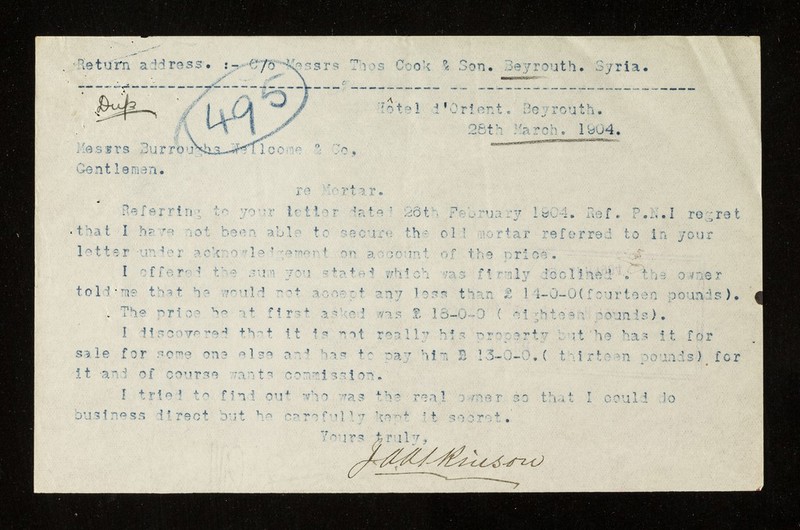 Return address. :- C/o Messrs Thos Cook & Son. Beyrouth. Syria.
Dup
495
Hôtel d'Orient. Beyrouth.
28th March. 1904.
Messrs Burroughs Wellcome & Co,
Gentlemen.
re Mortar.
Referring to your letter dated 26th February 1904. Ref. P.N.I regret
that I have not been able to secure the old mortar referred to in your
letter under acknowledgement on account of the price.
I offered the sum you stated which was firmly declined. the owner
told me that he would not accept any less than £ 14-0-0(fourteen pounds).
The price he at first asked was £ 18-0-0 ( eighteen pounds).
I discovered that it is not really his property but he has it for
sale for some one else and has to pay him £ 13-0-0.( thirteen pounds) for
it and of course wants commission.
I tried to find out who was the real owner so that I could do
business direct but he carefully kept it secret.
Yours truly,
J A Atkinson